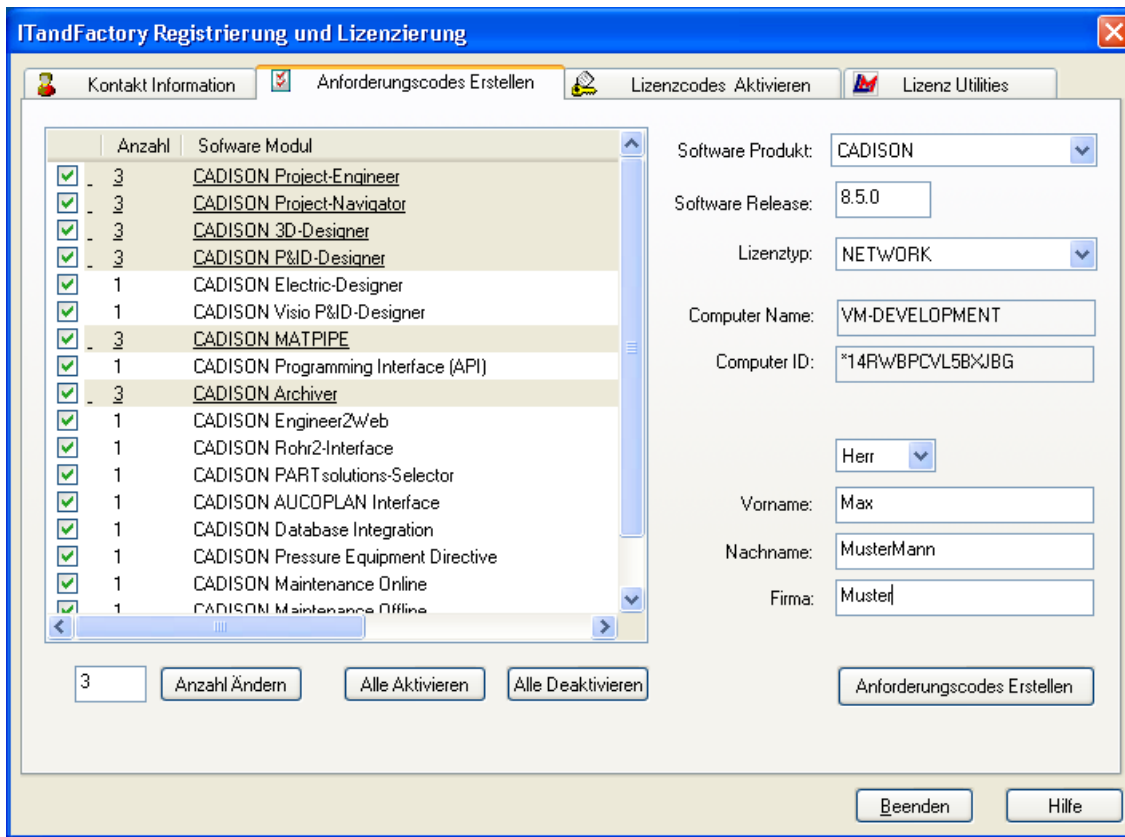 ITandFactory Registrierung und Lizenzierung
Kontakt Information
Anforderungscodes Erstellen
Lizenzcodes Aktivieren
Lizenz Utilities
Anzahl Sofware Modul
3 CADISON Project-Engineer
3 CADISON Project-Navigator
3 CADISON 3D-Designer
3 CADISON P&ID-Designer
1 CADISON Electric-Designer
1 CADISON Visio P&ID-Designer
3 CADISON MATPIPE
1 CADISON Programming Interface (API)
3 CADISON Archiver
1 CADISON Engineer2Web
1 CADISON Rohr2-Interface
1 CADISON PARTsolutions-Selector
1 CADISON AUCOPLAN Interface
1 CADISON Database Integration
1 CADISON Pressure Equipment Directive
1 CADISON Maintenance Online
1 CADISON Maintenance Offline
3
Anzahl Ändern
Alle Aktivieren
Alle Deaktivieren
Software Produkt: CADISON
Software Release: 8.5.0
Lizenztyp: NETWORK
Computer Name: VM-DEVELOPMENT
Computer ID: *14RWBPCVL5BXJBG
Herr
Vorname: Max
Nachname: MusterMann
Firma: Muster
Anforderungscodes Erstellen
Beenden
Hilfe